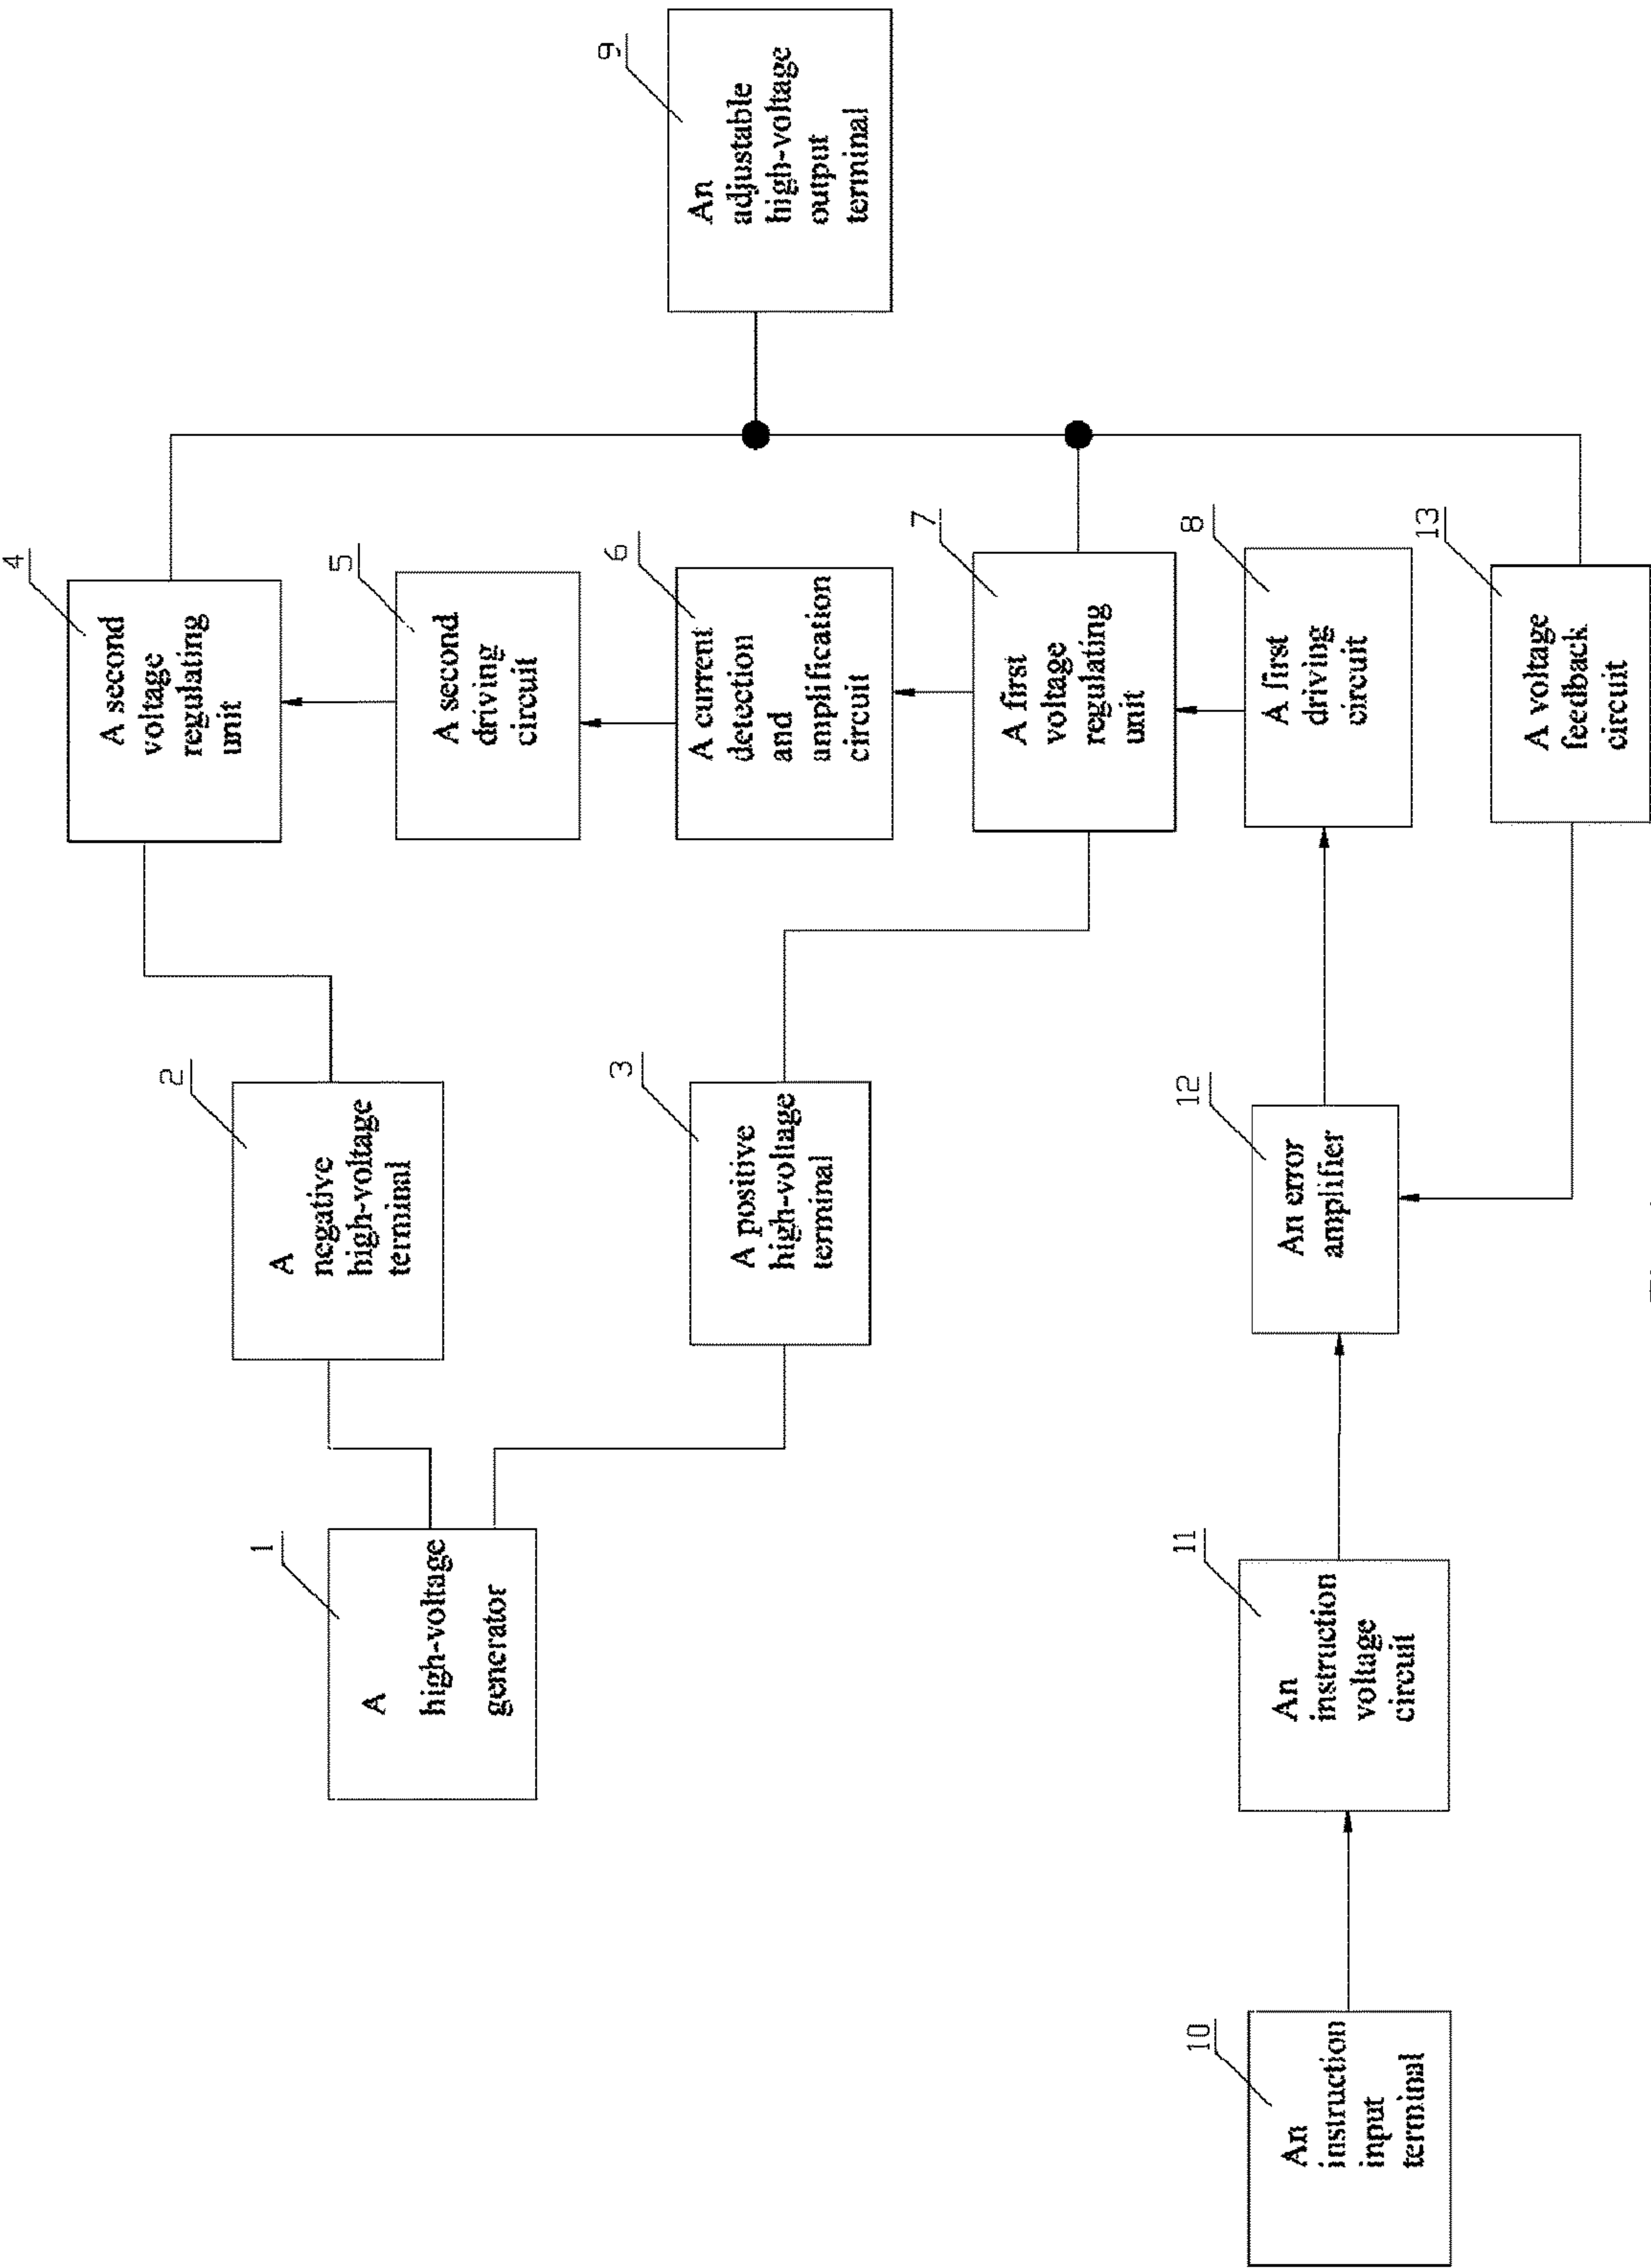 1
A
high-voltage
generator
2
A
negative
high-voltage
terminal
3
A positive
high-voltage
terminal
4
A second
voltage
regulating
unit
5
A second
driving
circuit
6
A current
detection
and
amplification
circuit
7
A first
voltage
regulating
unit
8
A first
driving
circuit
9
An
adjustable
high-voltage
output
terminal
10
An
instruction
input
terminal
11
An
instruction
voltage
circuit
12
An error
amplifier
13
A voltage
feedback
circuit